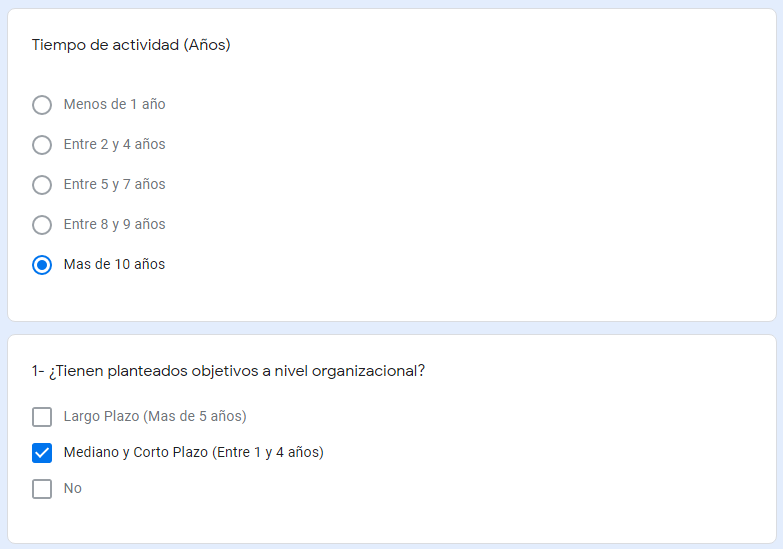 Tiempo de actividad (Años)
Menos de 1 año
Entre 2 y 4 años
Entre 5 y 7 años
Entre 8 y 9 años
Mas de 10 años
1- ¿Tienen planteados objetivos a nivel organizacional?
Largo Plazo (Mas de 5 años)
Mediano y Corto Plazo (Entre 1 y 4 años)
No